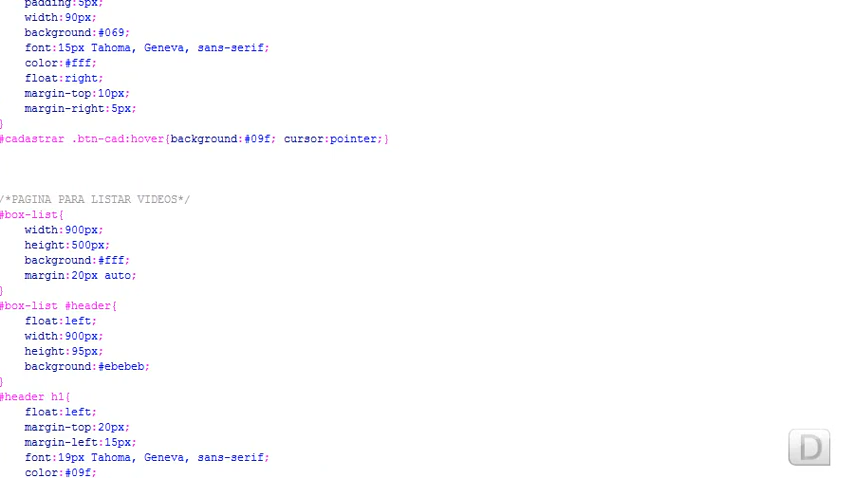 padding:5px;
width:90px;
background:#069;
font:15px Tahoma, Geneva, sans-serif;
color:#fff;
float:right;
margin-top:10px;
margin-right:5px;
}
#cadastrar .btn-cad:hover{background:#09f; cursor:pointer;}
/*PAGINA PARA LISTAR VIDEOS*/
#box-list{
width:900px;
height:500px;
background:#fff;
margin:20px auto;
}
#box-list #header{
float:left;
width:900px;
height:95px;
background:#ebebeb;
}
#header h1{
float:left;
margin-top:20px;
margin-left:15px;
font:19px Tahoma, Geneva, sans-serif;
color:#09f;
D